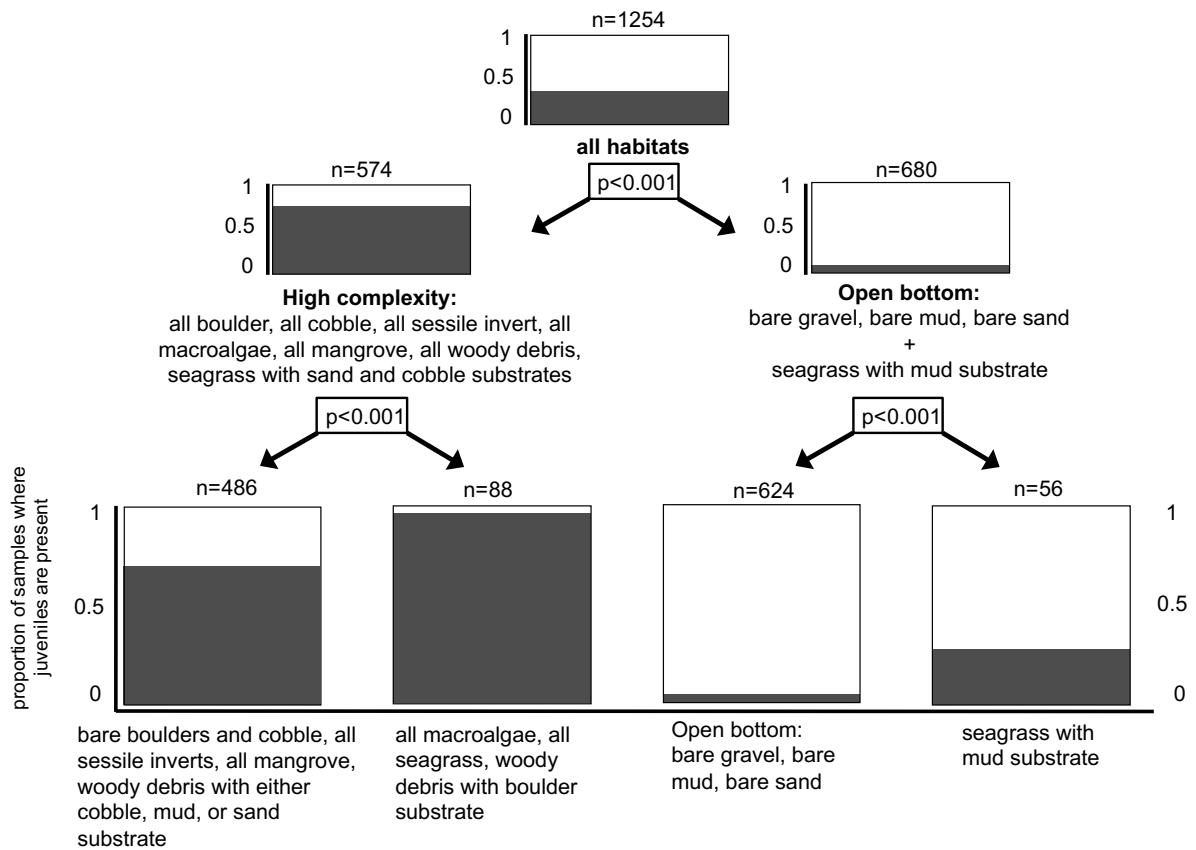 n=1254
1
0.5
0
all habitats
p<0.001
n=574
1
0.5
0
High complexity:
all boulder, all cobble, all sessile invert, all
macroalgae, all mangrove, all woody debris,
seagrass with sand and cobble substrates
n=680
1
0.5
0
Open bottom:
bare gravel, bare mud, bare sand
+
seagrass with mud substrate
p<0.001
p<0.001
proportion of samples where
juveniles are present
1
0.5
0
n=486
n=88
n=624
n=56
1
0.5
0
bare boulders and cobble, all
sessile inverts, all mangrove,
woody debris with either
cobble, mud, or sand
substrate
all macroalgae, all
seagrass, woody
debris with boulder
substrate
Open bottom:
bare gravel, bare
mud, bare sand
seagrass with
mud substrate